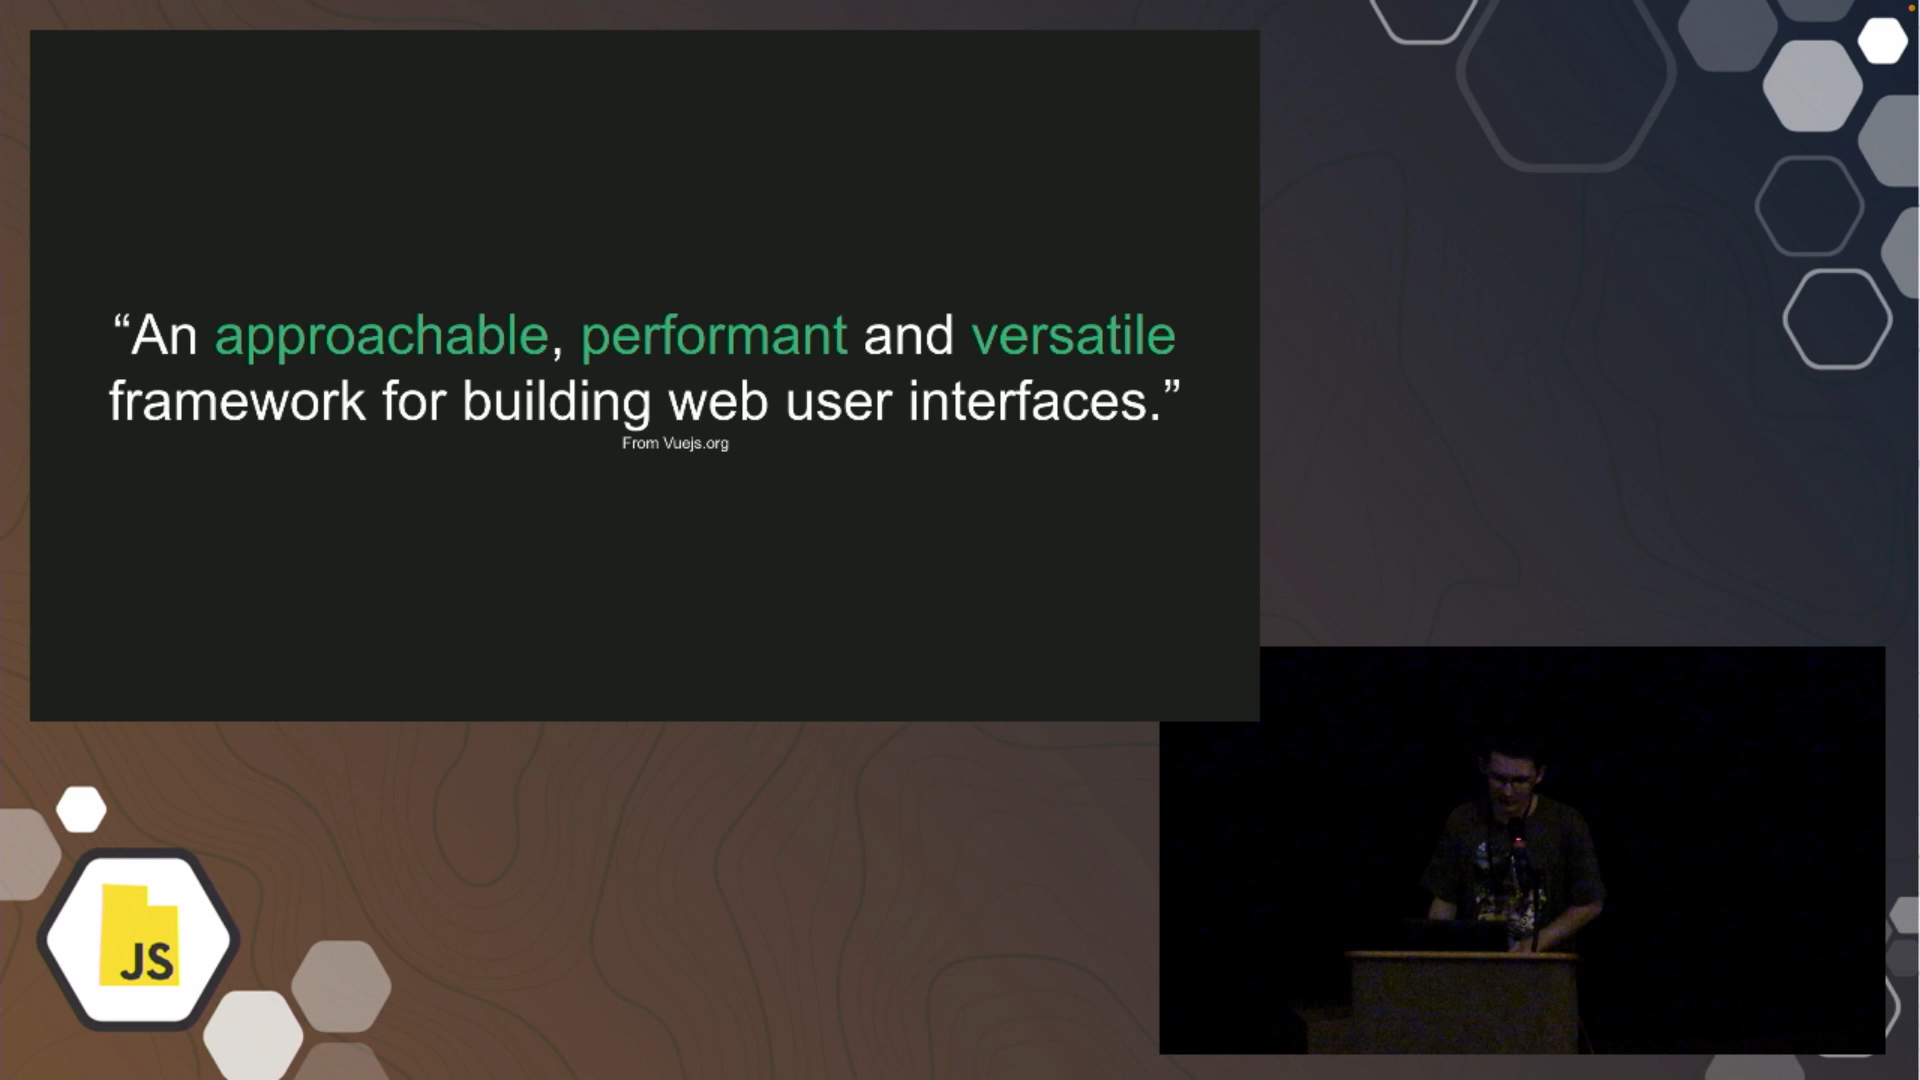 “An approachable, performant and versatile
framework for building web user interfaces.”
From Vuejs.org
JS